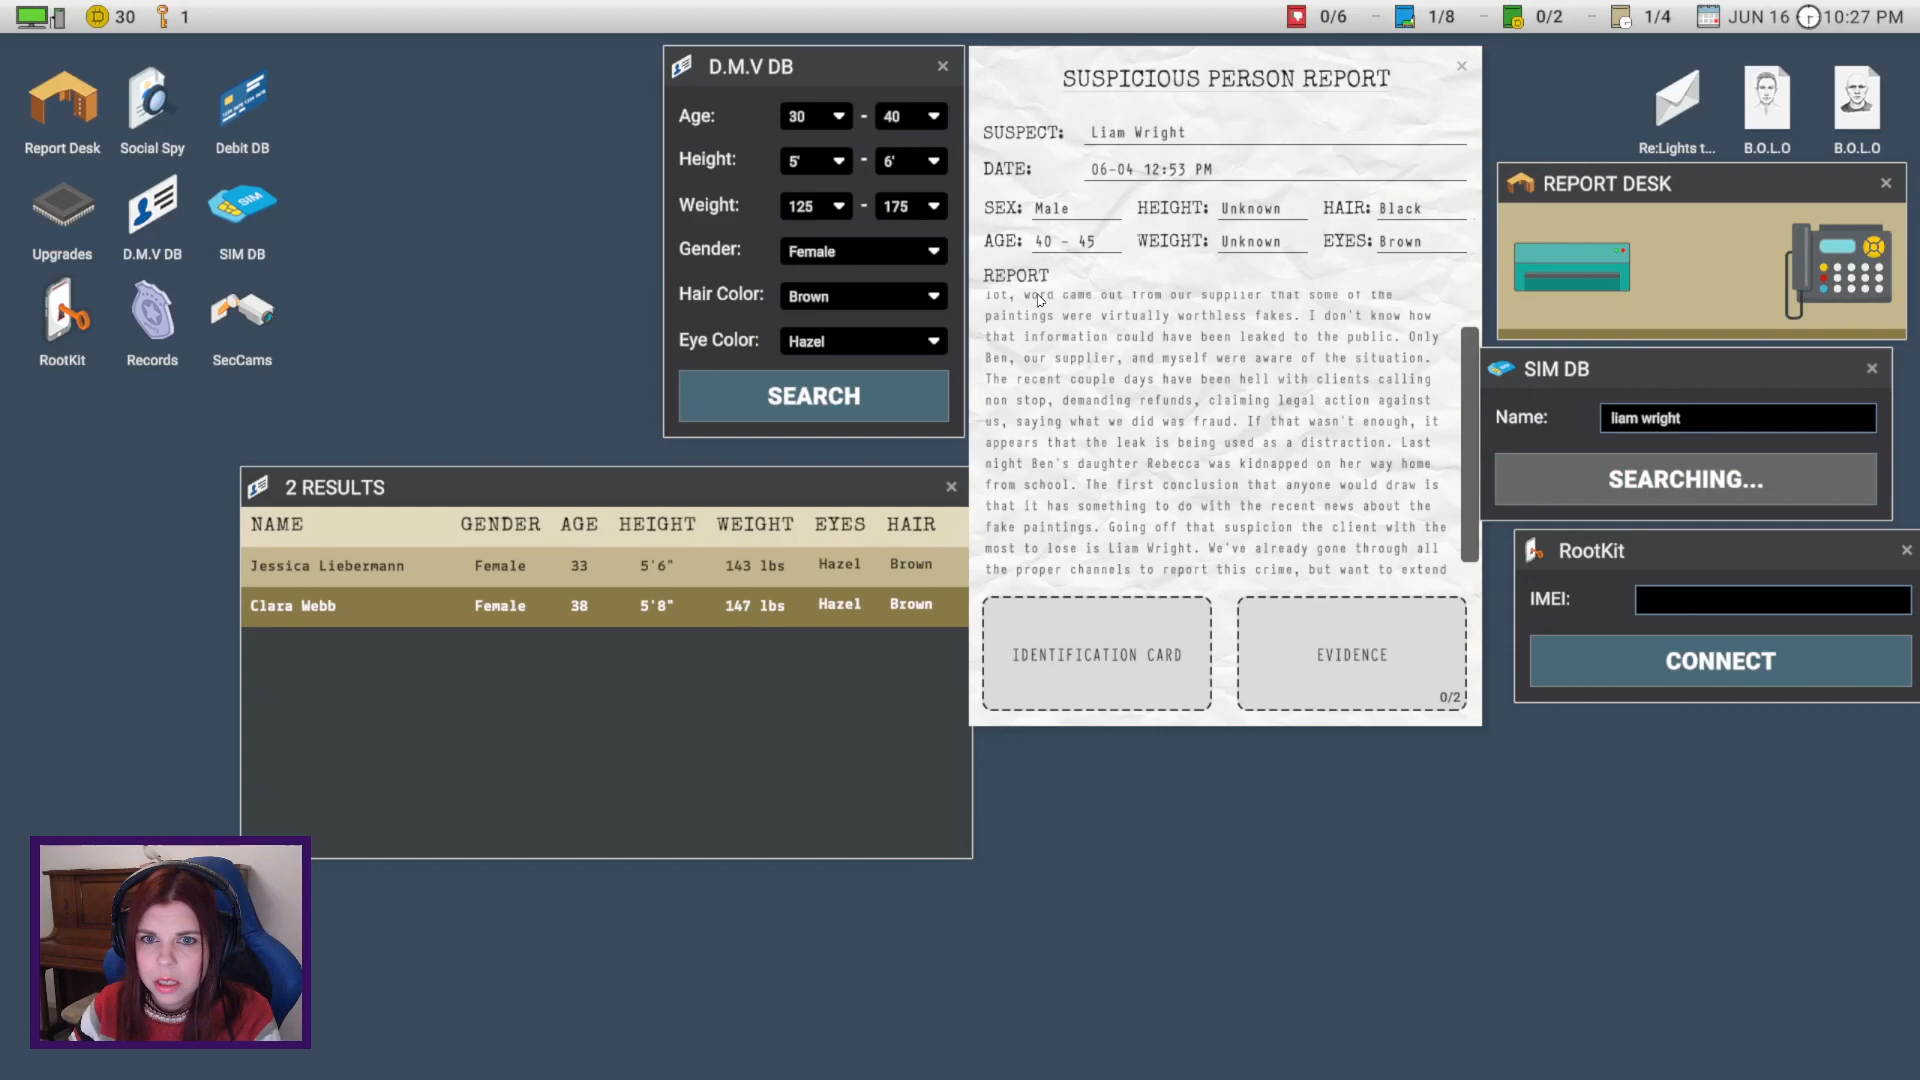 30
1
0/6
1/8
0/2
1/4
JUN 16
10:27 PM
Report Desk
Social Spy
Debit DB
Upgrades
D.M.V DB
SIM DB
RootKit
Records
SecCams
D.M.V DB
Age: 30 - 40
Height: 5' - 6'
Weight: 125 - 175
Gender: Female
Hair Color: Brown
Eye Color: Hazel
SEARCH
2 RESULTS
NAME GENDER AGE HEIGHT WEIGHT EYES HAIR
Jessica Liebermann Female 33 5'6" 143 lbs Hazel Brown
Clara Webb Female 38 5'8" 147 lbs Hazel Brown
SUSPICIOUS PERSON REPORT
SUSPECT: Liam Wright
DATE: 06-04 12:53 PM
SEX: Male HEIGHT: Unknown HAIR: Black
AGE: 40 - 45 WEIGHT: Unknown EYES: Brown
REPORT
lot, word came out from our supplier that some of the
paintings were virtually worthless fakes. I don't know how
that information could have been leaked to the public. Only
Ben, our supplier, and myself were aware of the situation.
The recent couple days have been hell with clients calling
non stop, demanding refunds, claiming legal action against
us, saying what we did was fraud. If that wasn't enough, it
appears that the leak is being used as a distraction. Last
night Ben's daughter Rebecca was kidnapped on her way home
from school. The first conclusion that anyone would draw is
that it has something to do with the recent news about the
fake paintings. Going off that suspicion the client with the
most to lose is Liam Wright. We've already gone through all
the proper channels to report this crime, but want to extend
IDENTIFICATION CARD
EVIDENCE
0/2
Re:Lights t...
B.O.L.O
B.O.L.O
REPORT DESK
SIM DB
Name: liam wright
SEARCHING...
RootKit
IMEI:
CONNECT